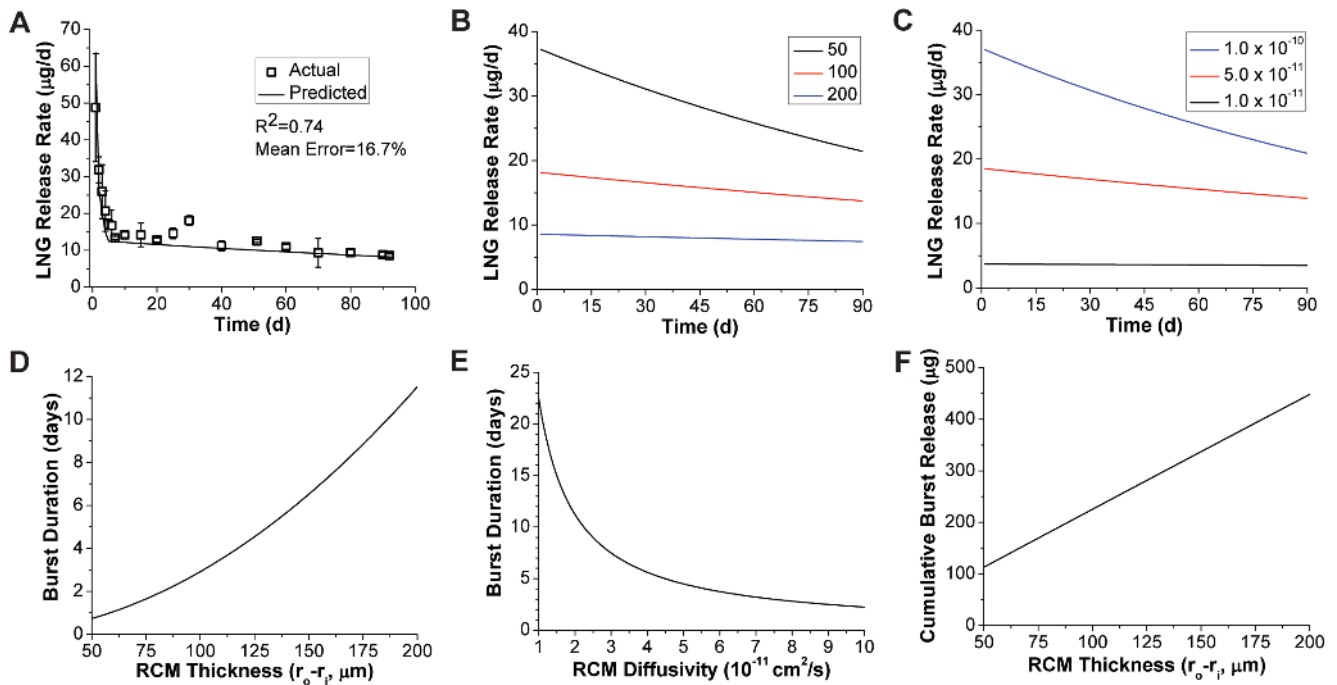 A
LNG Release Rate (μg/d)
70
60
50
40
30
20
10
0
0 20 40 60 80 100
Time (d)
Actual
Predicted
R²=0.74
Mean Error=16.7%
B
LNG Release Rate (μg/d)
40
30
20
10
0
0 15 30 45 60 75 90
Time (d)
50
100
200
C
LNG Release Rate (μg/d)
40
30
20
10
0
0 15 30 45 60 75 90
Time (d)
1.0 x 10⁻¹⁰
5.0 x 10⁻¹¹
1.0 x 10⁻¹¹
D
Burst Duration (days)
12
10
8
6
4
2
0
50 75 100 125 150 175 200
RCM Thickness (rₒ-rᵢ, μm)
E
Burst Duration (days)
25
20
15
10
5
0
1 2 3 4 5 6 7 8 9 10
RCM Diffusivity (10⁻¹¹ cm²/s)
F
Cumulative Burst Release (μg)
500
400
300
200
100
0
50 75 100 125 150 175 200
RCM Thickness (rₒ-rᵢ, μm)